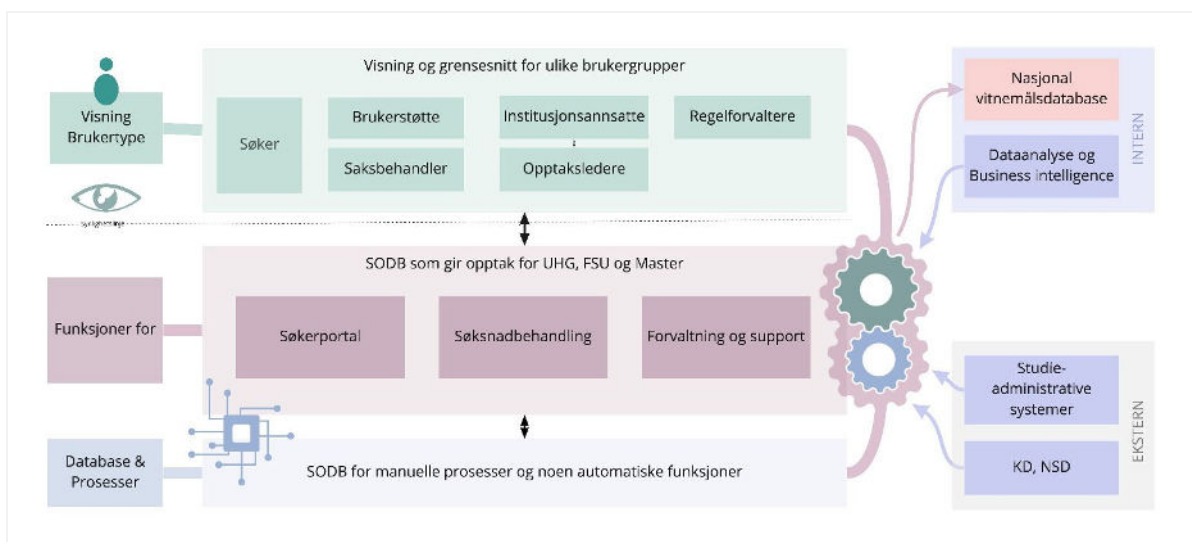 Visning og grensesnitt for ulike brukergrupper
Visning
Brukertype
Søker
Brukerstøtte
Institusjonsannsatte
Regelforvaltere
Saksbehandler
Opptaksledere
Nasjonal
vitnemålsdatabase
Dataanalyse og
Business intelligence
INTERN
SODB som gir opptak for UHG, FSU og Master
Funksjoner for
Søkerportal
Søksnadbehandling
Forvaltning og support
Studie-
administrative
systemer
KD, NSD
EKSTERN
Database &
Prosesser
SODB for manuelle prosesser og noen automatiske funksjoner